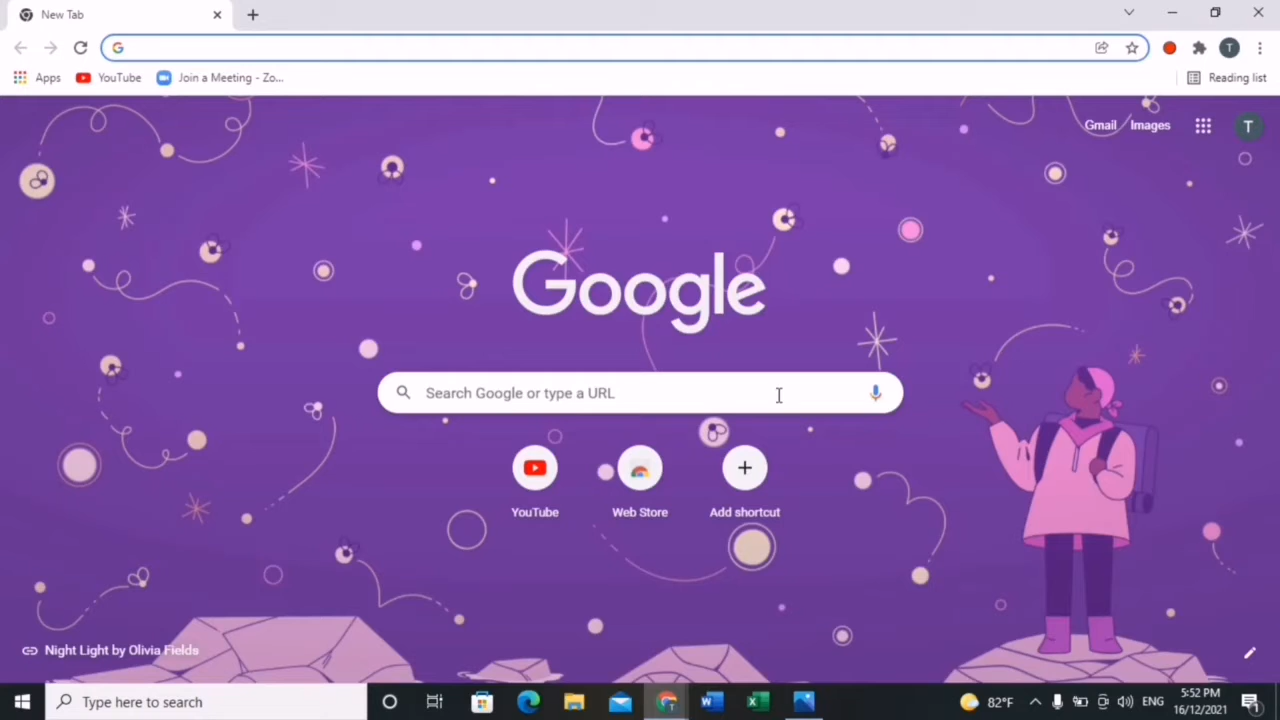 New Tab
Apps
YouTube
Join a Meeting - Zo...
Reading list
Gmail
Images
T
T
Google
Search Google or type a URL
YouTube
Web Store
Add shortcut
Night Light by Olivia Fields
Type here to search
82°F
ENG
5:52 PM
16/12/2021
1